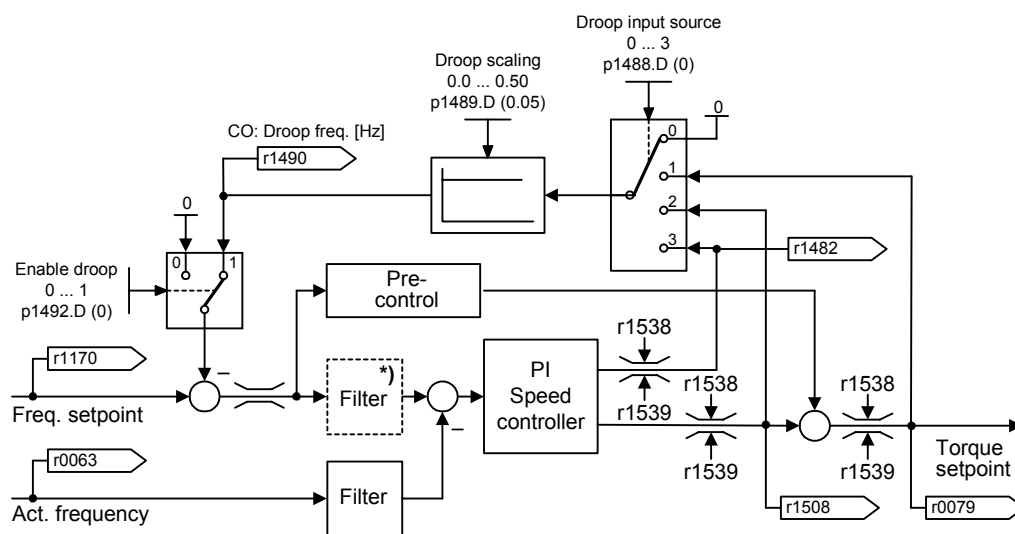 Droop input source
0 ... 3
p1488.D (0)
Droop scaling
0.0 ... 0.50
p1489.D (0.05)
0
0
CO: Droop freq. [Hz]
r1490
1
2
3
r1482
0
0
1
Enable droop
0 ... 1
p1492.D (0)
Pre-
control
r1538
r1170
–
*)
Filter
PI
Speed
controller
r1538
r1538
Freq. setpoint
–
r1539
r1539
r1539
Torque
setpoint
r0063
Filter
Act. frequency
r1508
r0079